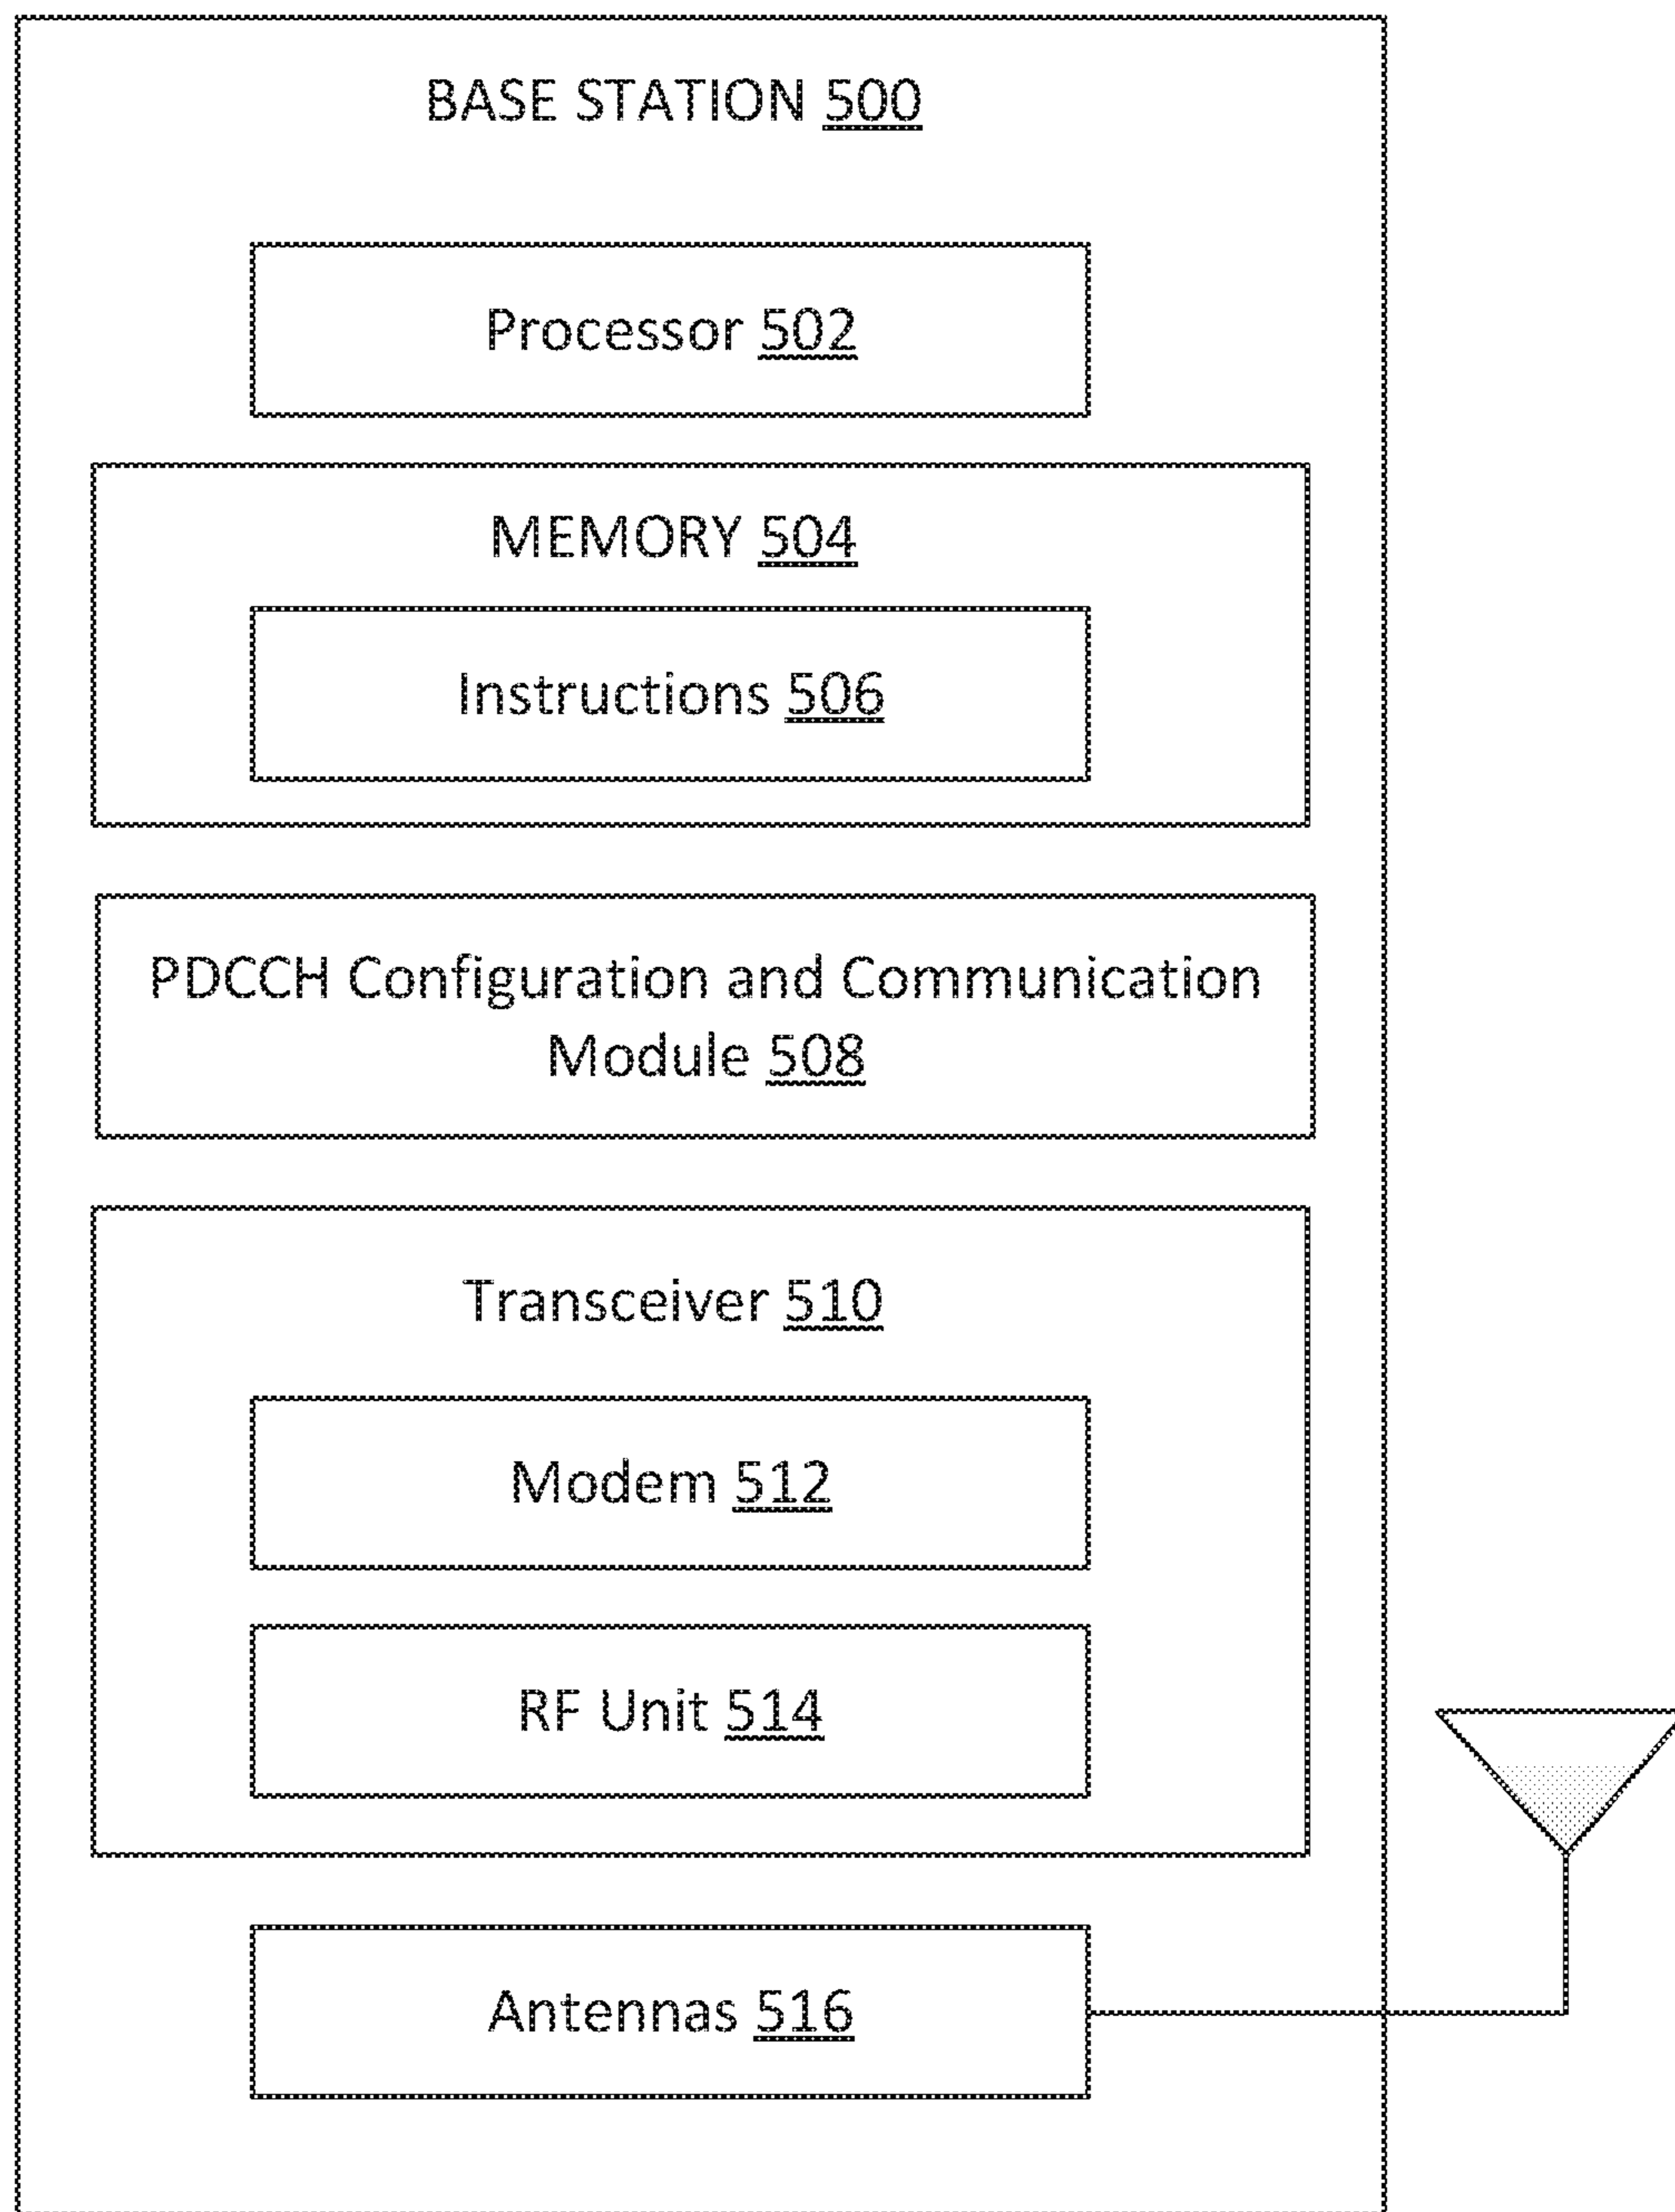 BASE STATION 500
Processor 502
MEMORY 504
Instructions 506
PDCCH Configuration and Communication
Module 508
Transceiver 510
Modem 512
RF Unit 514
Antennas 516